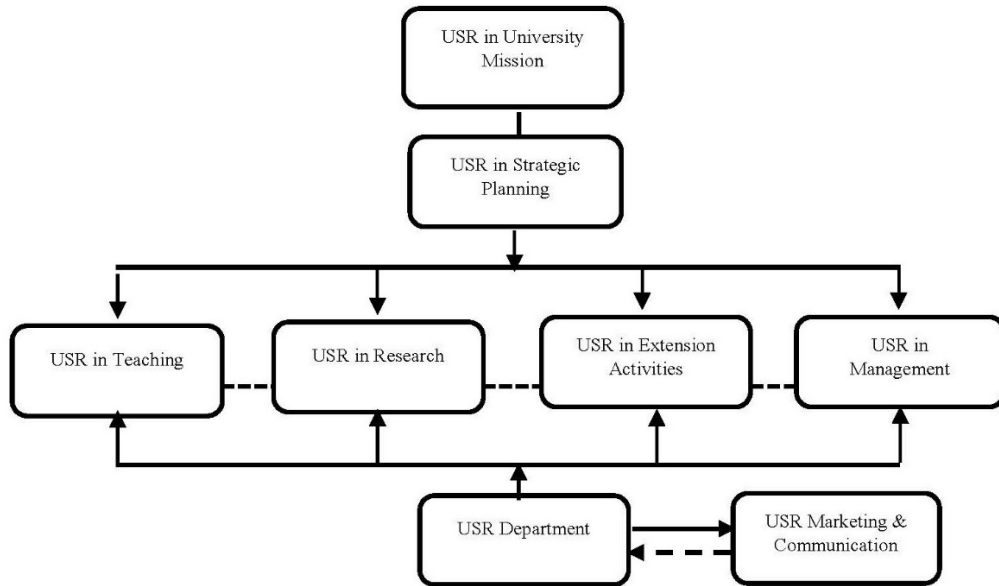 USR in University
Mission
USR in Strategic
Planning
USR in Teaching
USR in Research
USR in Extension
Activities
USR in
Management
USR Department
USR Marketing &
Communication